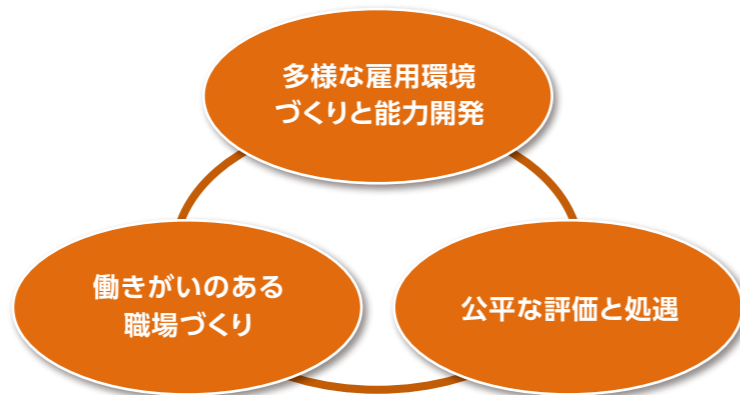 多様な雇用環境
づくりと能力開発
働きがいのある
職場づくり
公平な評価と処遇